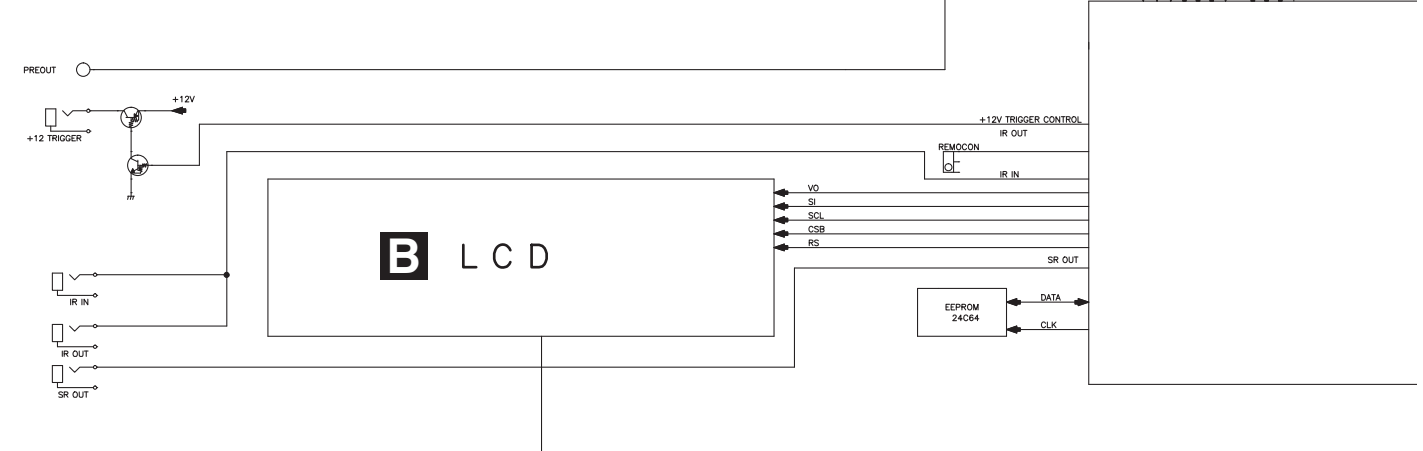 PREOUT
+12V
+12 TRIGGER
+12V TRIGGER CONTROL
IR OUT
REMOCON
IR IN
VO
SI
SCL
CSB
RS
B LCD
SR OUT
IR IN
DATA
EEPROM
24C64
CLK
IR OUT
SR OUT